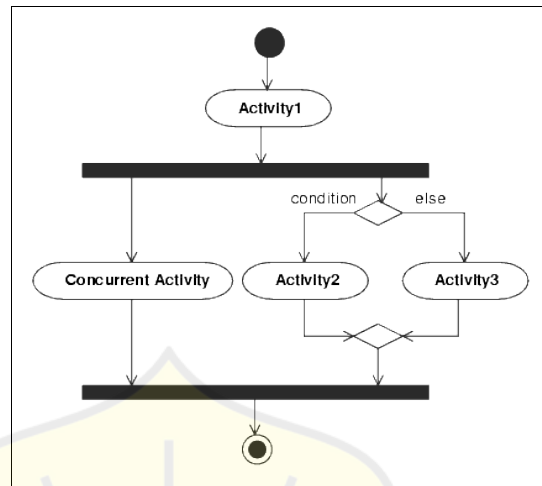 Activity1
condition else
Concurrent Activity
Activity2
Activity3